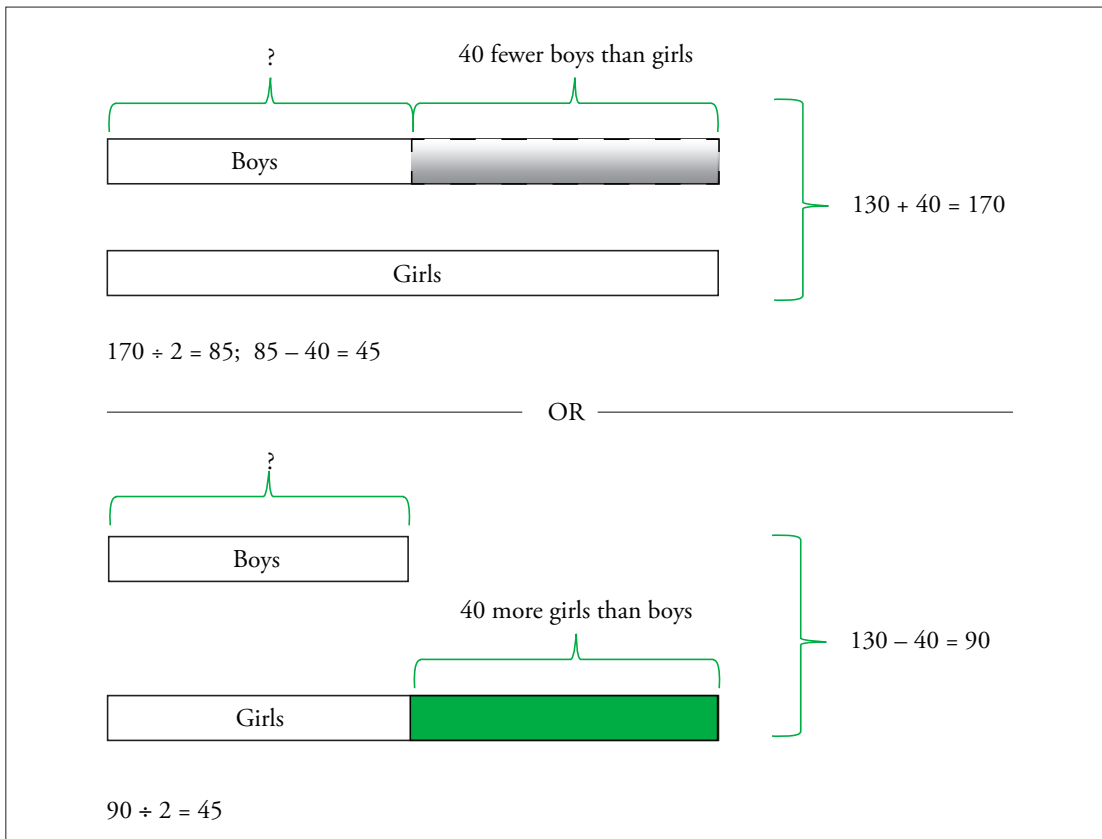 ?
40 fewer boys than girls
Boys
130 + 40 = 170
Girls
170 ÷ 2 = 85; 85 – 40 = 45
OR
?
Boys
40 more girls than boys
130 – 40 = 90
Girls
90 ÷ 2 = 45